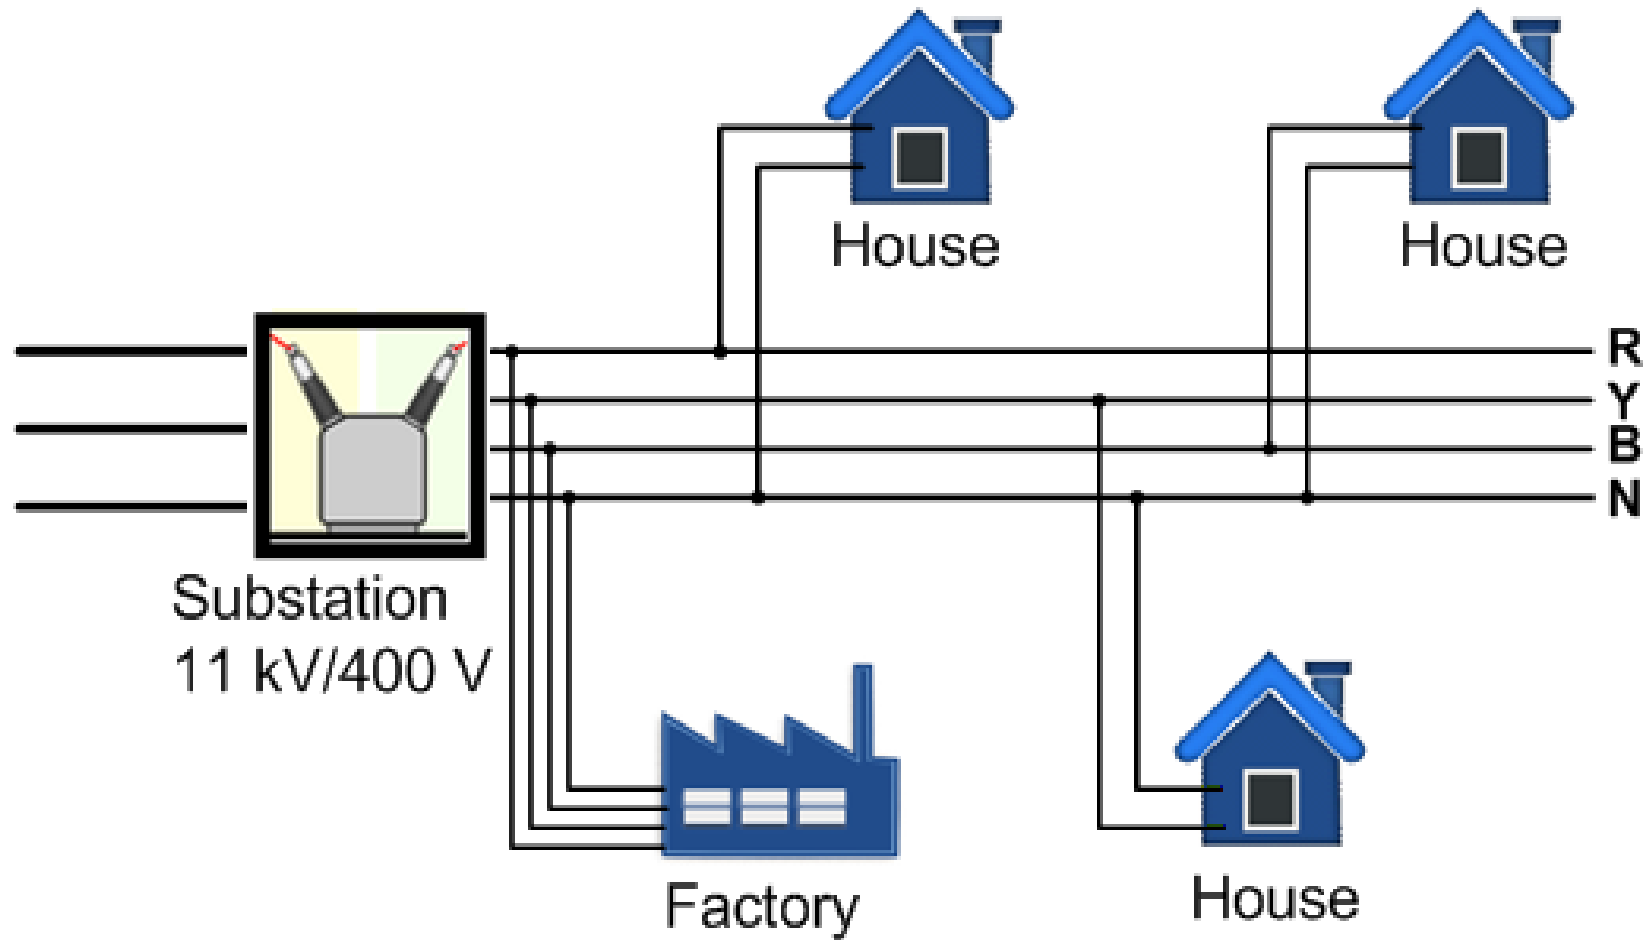 House
House
R
Y
B
N
Substation
11 kV/400 V
Factory
House